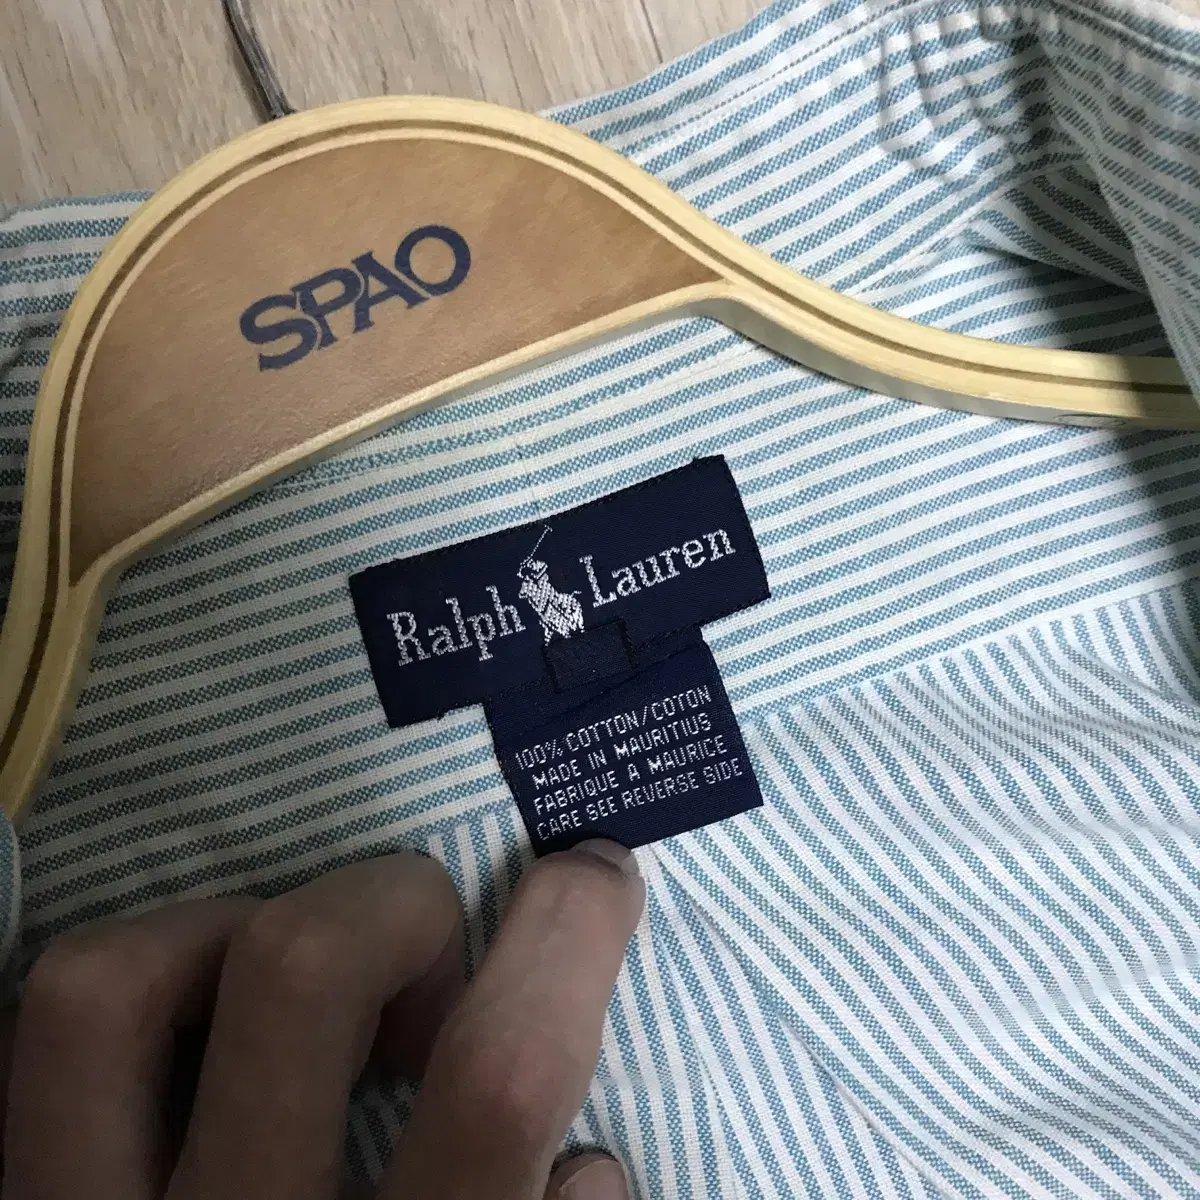 SPAO
Ralph Lauren
100% COTTON/COTON
MADE IN MAURITIUS
FABRIQUE A MAURICE
CARE SEE REVERSE SIDE